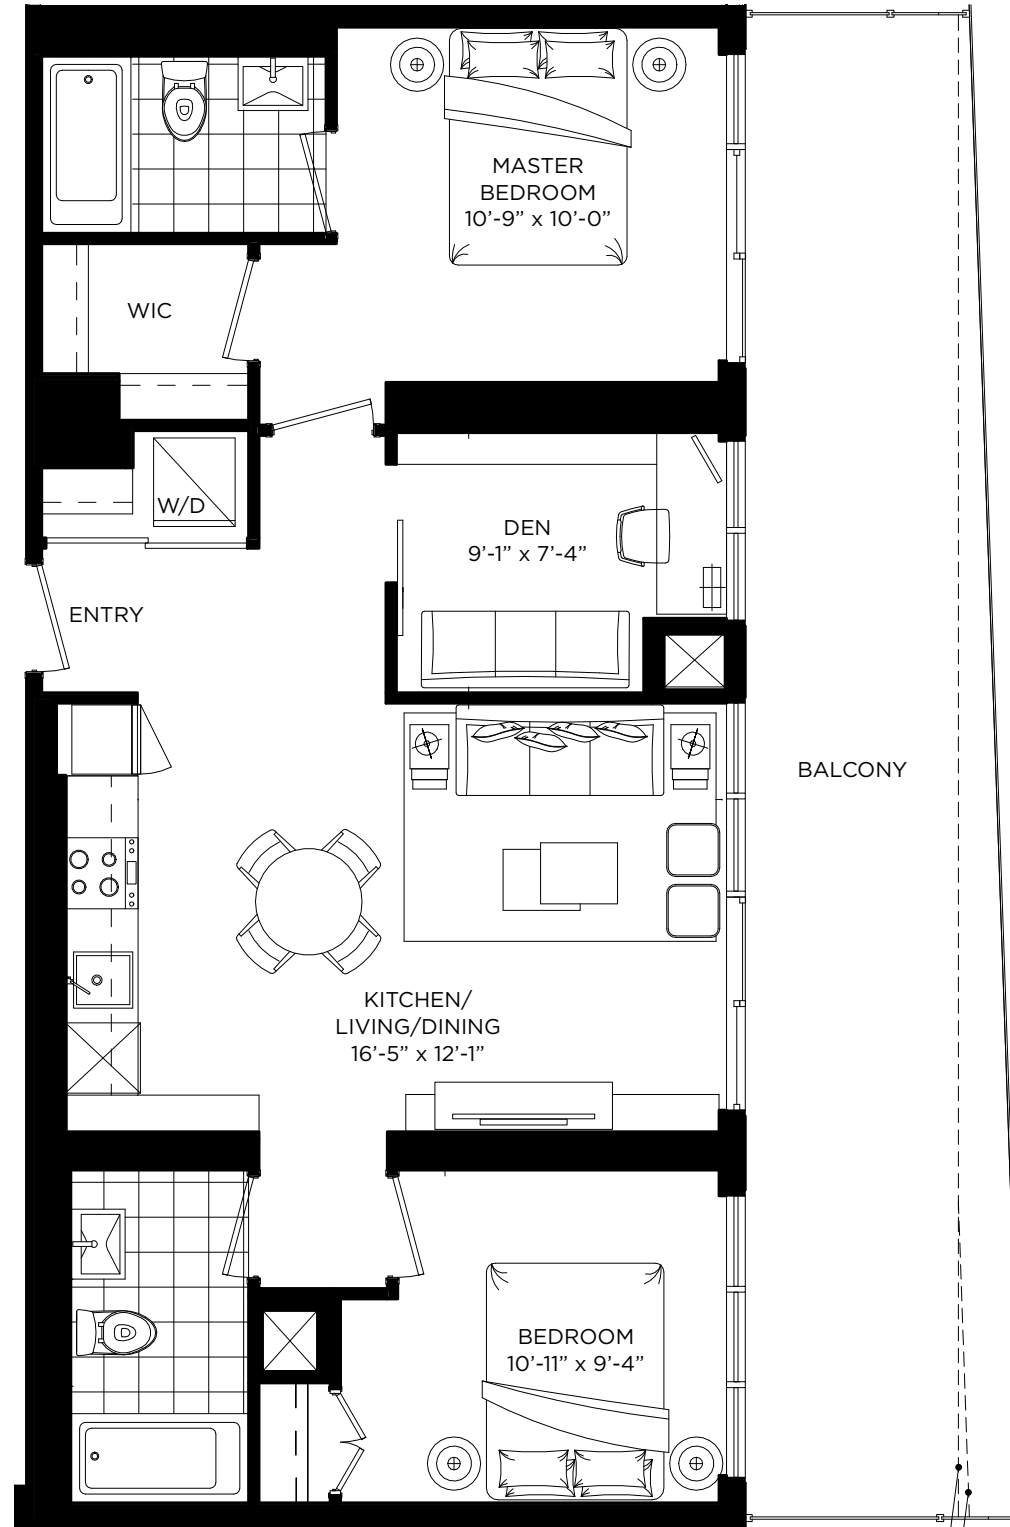 MASTER
BEDROOM
10’-9” x 10’-0”
WIC
W/D
DEN
9’-1” x 7’-4”
ENTRY
BALCONY
KITCHEN/
LIVING/DINING
16’-5” x 12’-1”
BEDROOM
10’-11” x 9’-4”